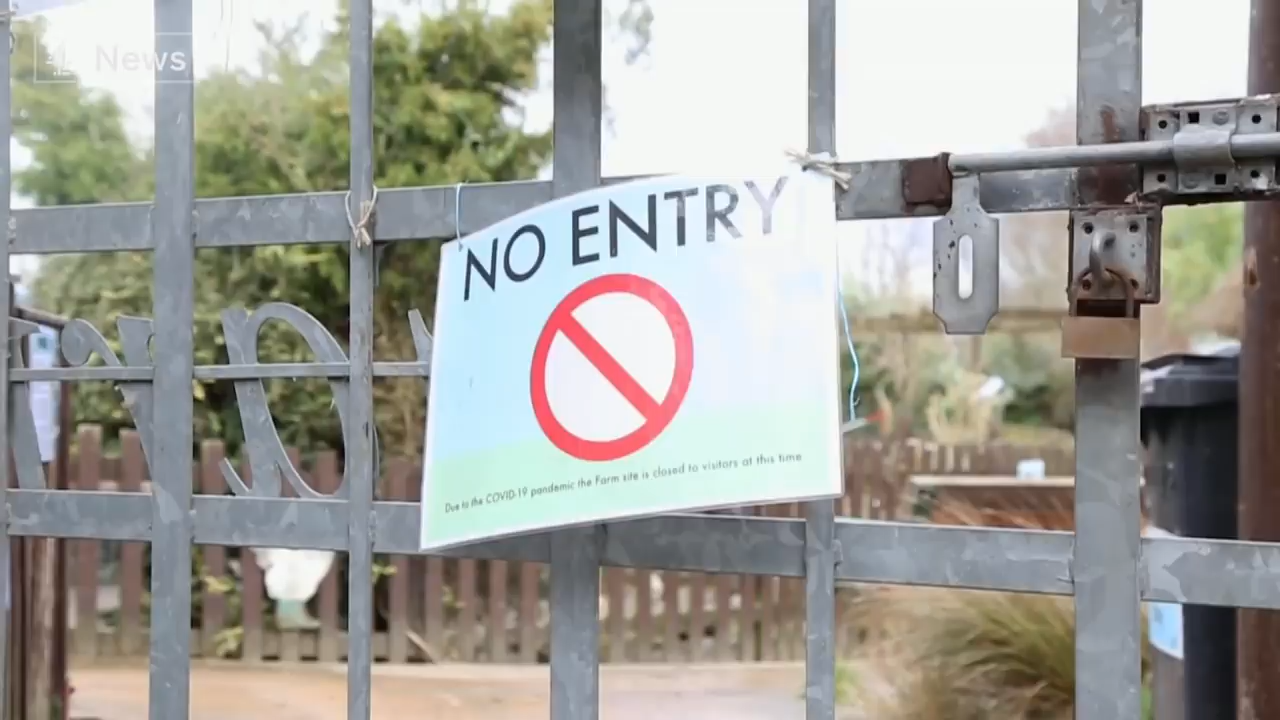 4 News
NO ENTRY
Due to the COVID-19 pandemic the Farm site is closed to visitors at this time